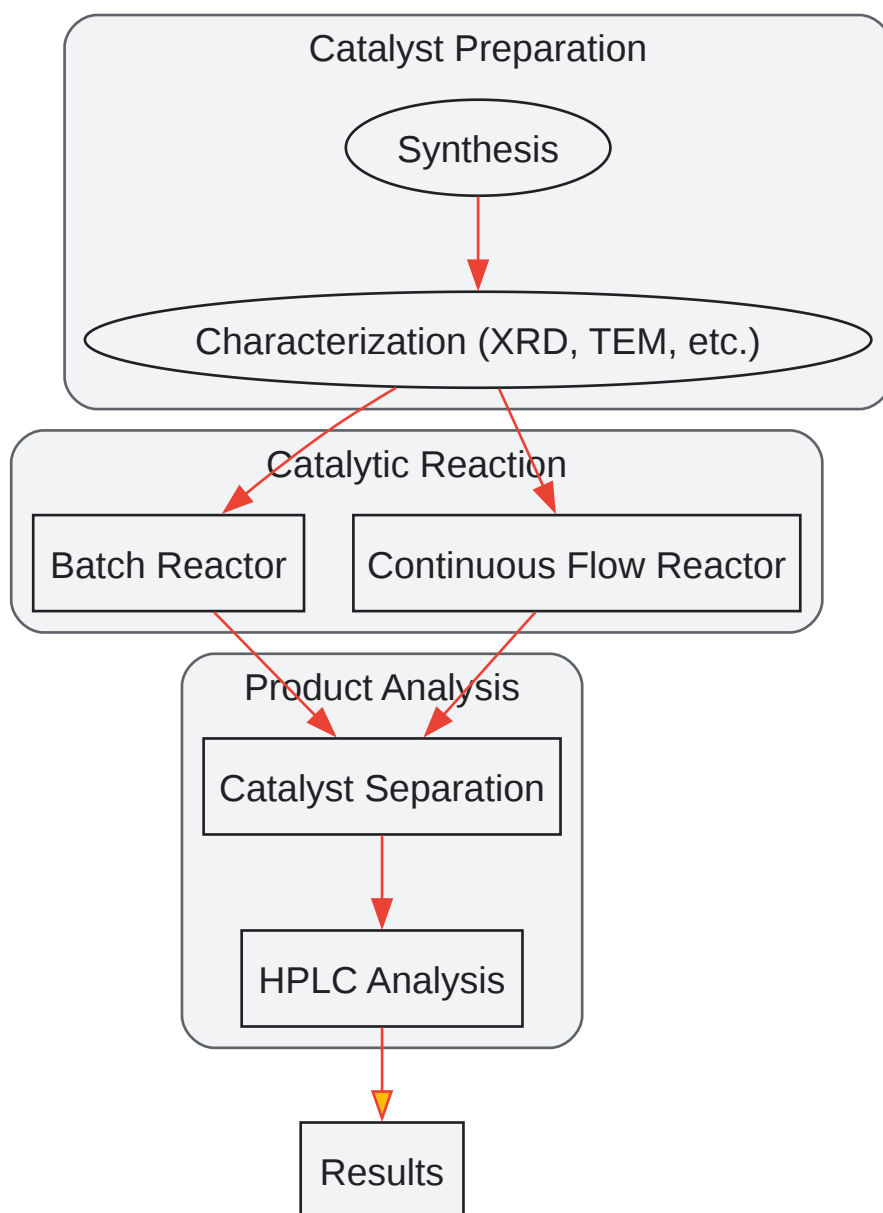 Catalyst Preparation
Synthesis
Characterization (XRD, TEM, etc.)
Catalytic Reaction
Batch Reactor
Continuous Flow Reactor
Product Analysis
Catalyst Separation
HPLC Analysis
Results